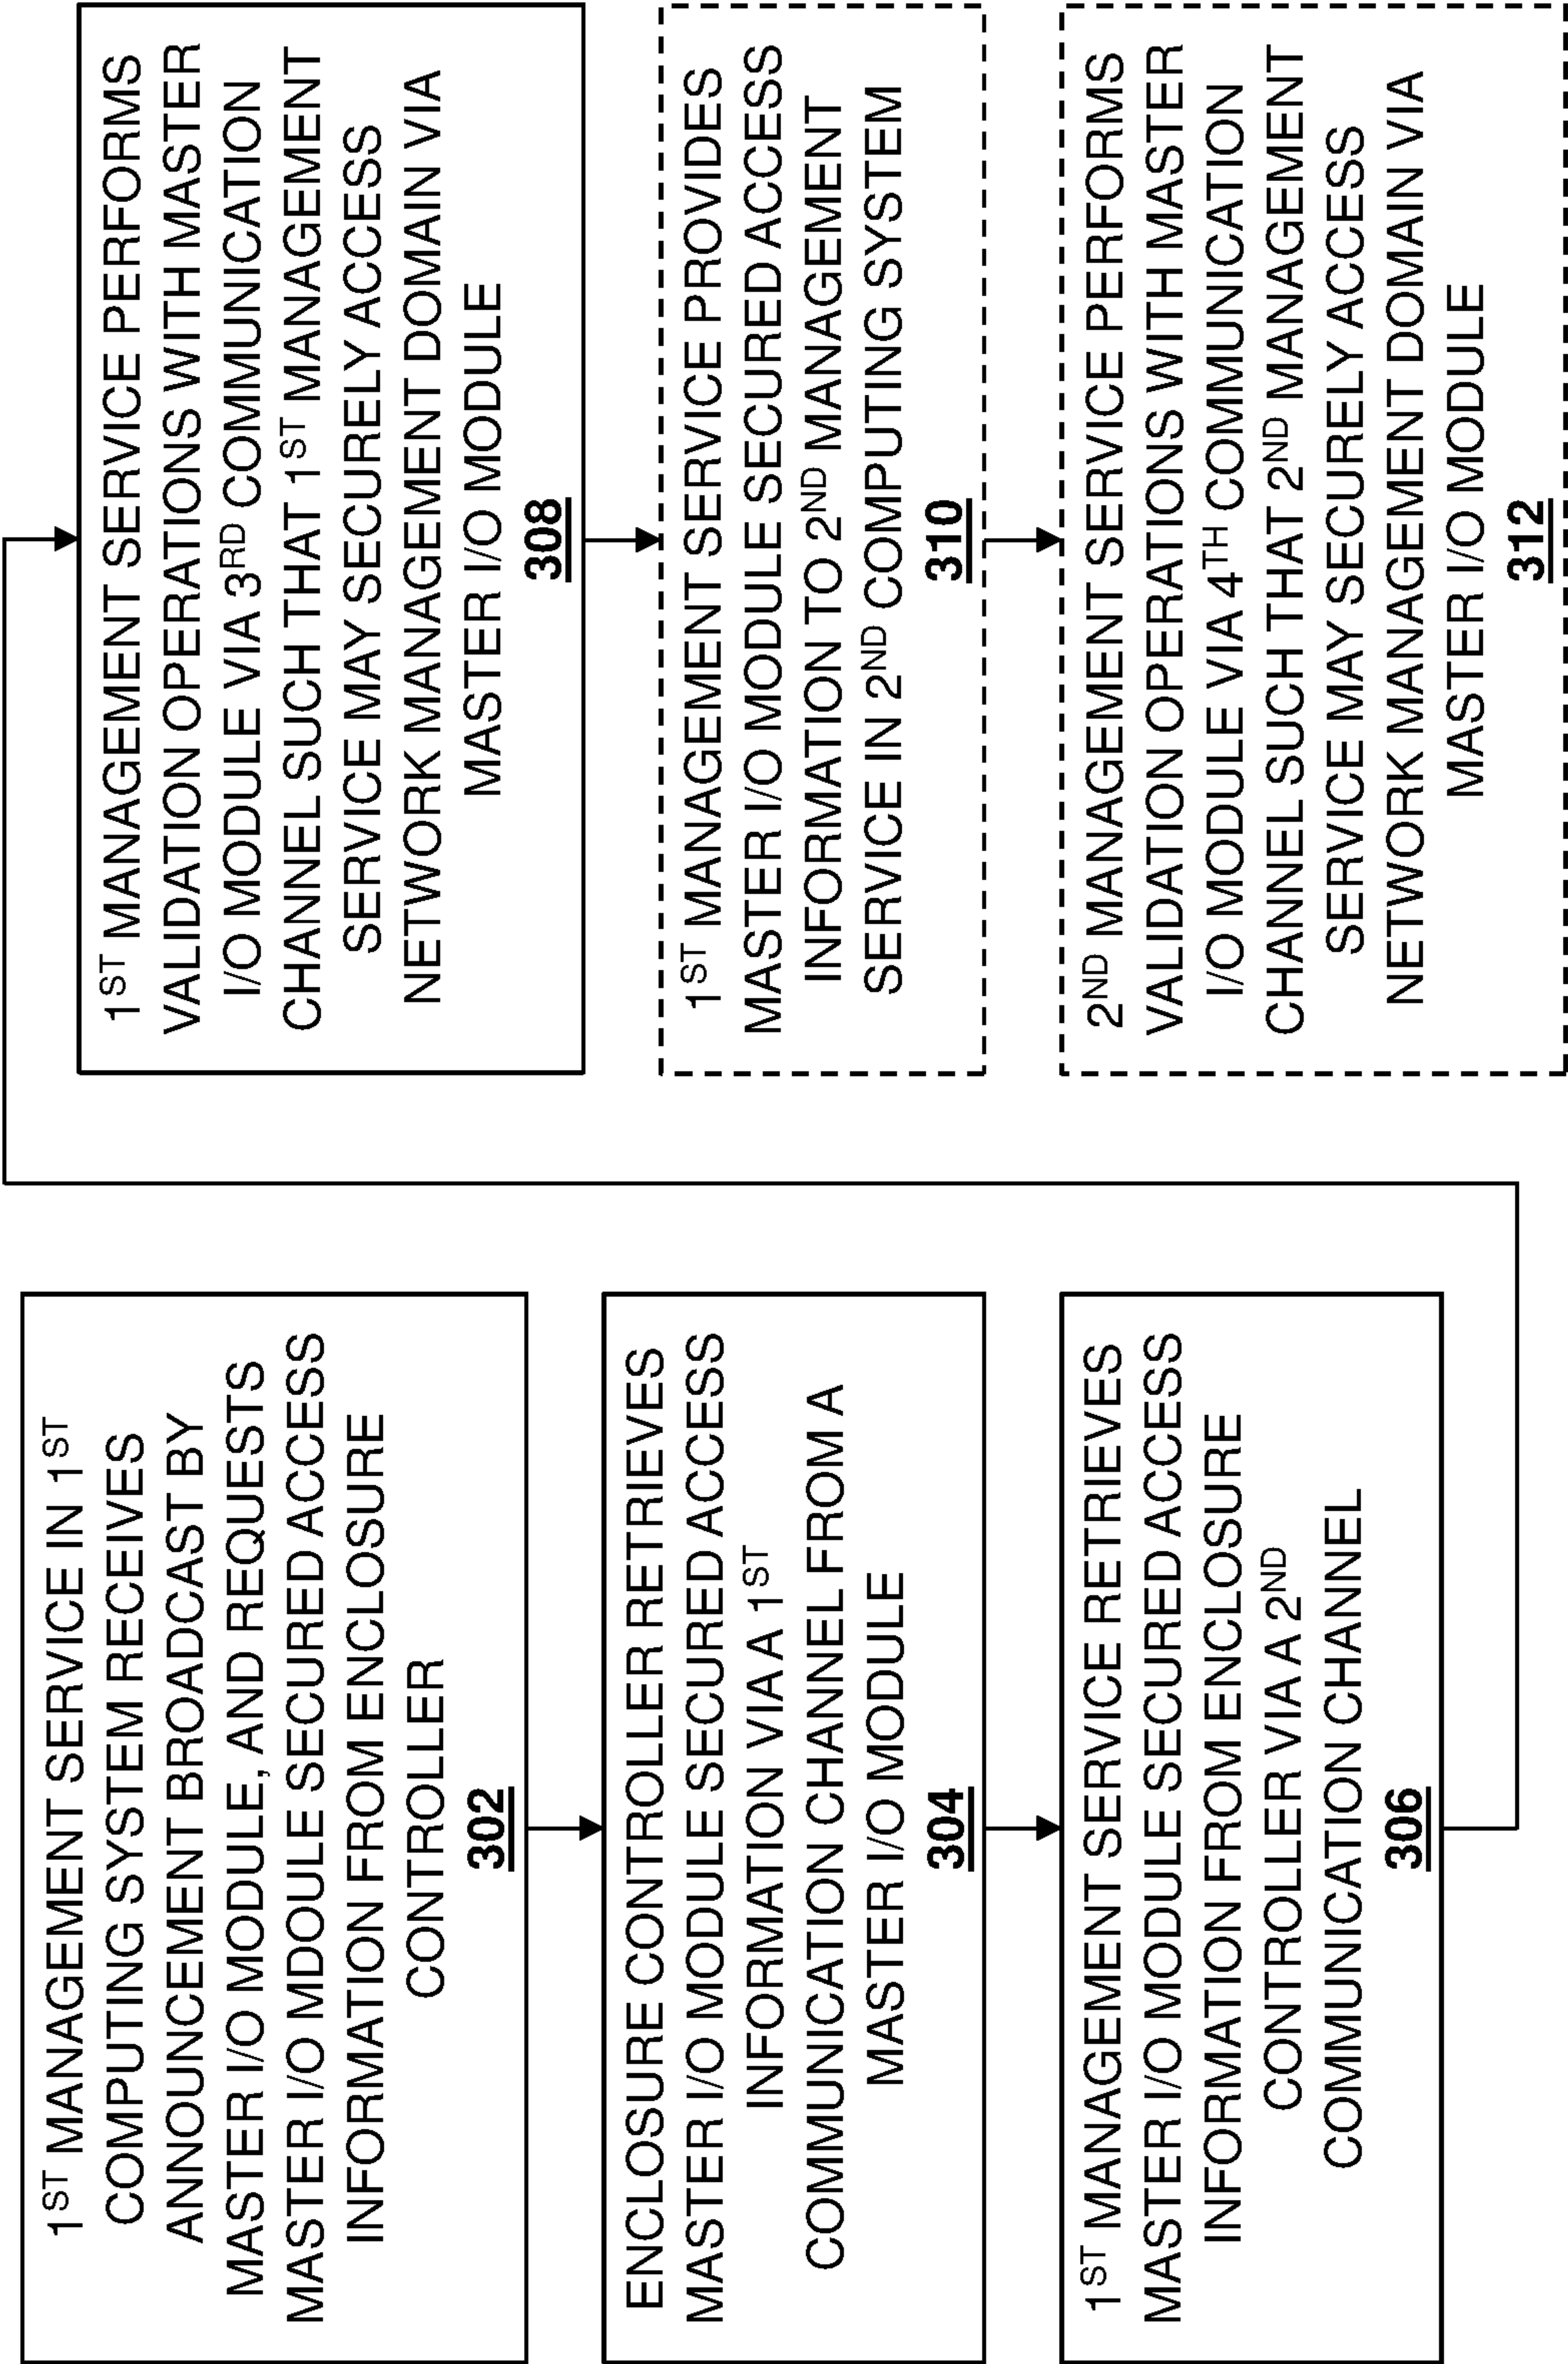 1ST MANAGEMENT SERVICE IN 1ST
COMPUTING SYSTEM RECEIVES
ANNOUNCEMENT BROADCAST BY
MASTER I/O MODULE, AND REQUESTS
MASTER I/O MDOULE SECURED ACCESS
INFORMATION FROM ENCLOSURE
CONTROLLER
302
ENCLOSURE CONTROLLER RETRIEVES
MASTER I/O MODULE SECURED ACCESS
INFORMATION VIA A 1ST
COMMUNICATION CHANNEL FROM A
MASTER I/O MODULE
304
1ST MANAGEMENT SERVICE RETRIEVES
MASTER I/O MODULE SECURED ACCESS
INFORMATION FROM ENCLOSURE
CONTROLLER VIA A 2ND
COMMUNICATION CHANNEL
306
1ST MANAGEMENT SERVICE PERFORMS
VALIDATION OPERATIONS WITH MASTER
I/O MODULE VIA 3RD COMMUNICATION
CHANNEL SUCH THAT 1ST MANAGEMENT
SERVICE MAY SECURELY ACCESS
NETWORK MANAGEMENT DOMAIN VIA
MASTER I/O MODULE
308
1ST MANAGEMENT SERVICE PROVIDES
MASTER I/O MODULE SECURED ACCESS
INFORMATION TO 2ND MANAGEMENT
SERVICE IN 2ND COMPUTING SYSTEM
310
2ND MANAGEMENT SERVICE PERFORMS
VALIDATION OPERATIONS WITH MASTER
I/O MODULE VIA 4TH COMMUNICATION
CHANNEL SUCH THAT 2ND MANAGEMENT
SERVICE MAY SECURELY ACCESS
NETWORK MANAGEMENT DOMAIN VIA
MASTER I/O MODULE
312